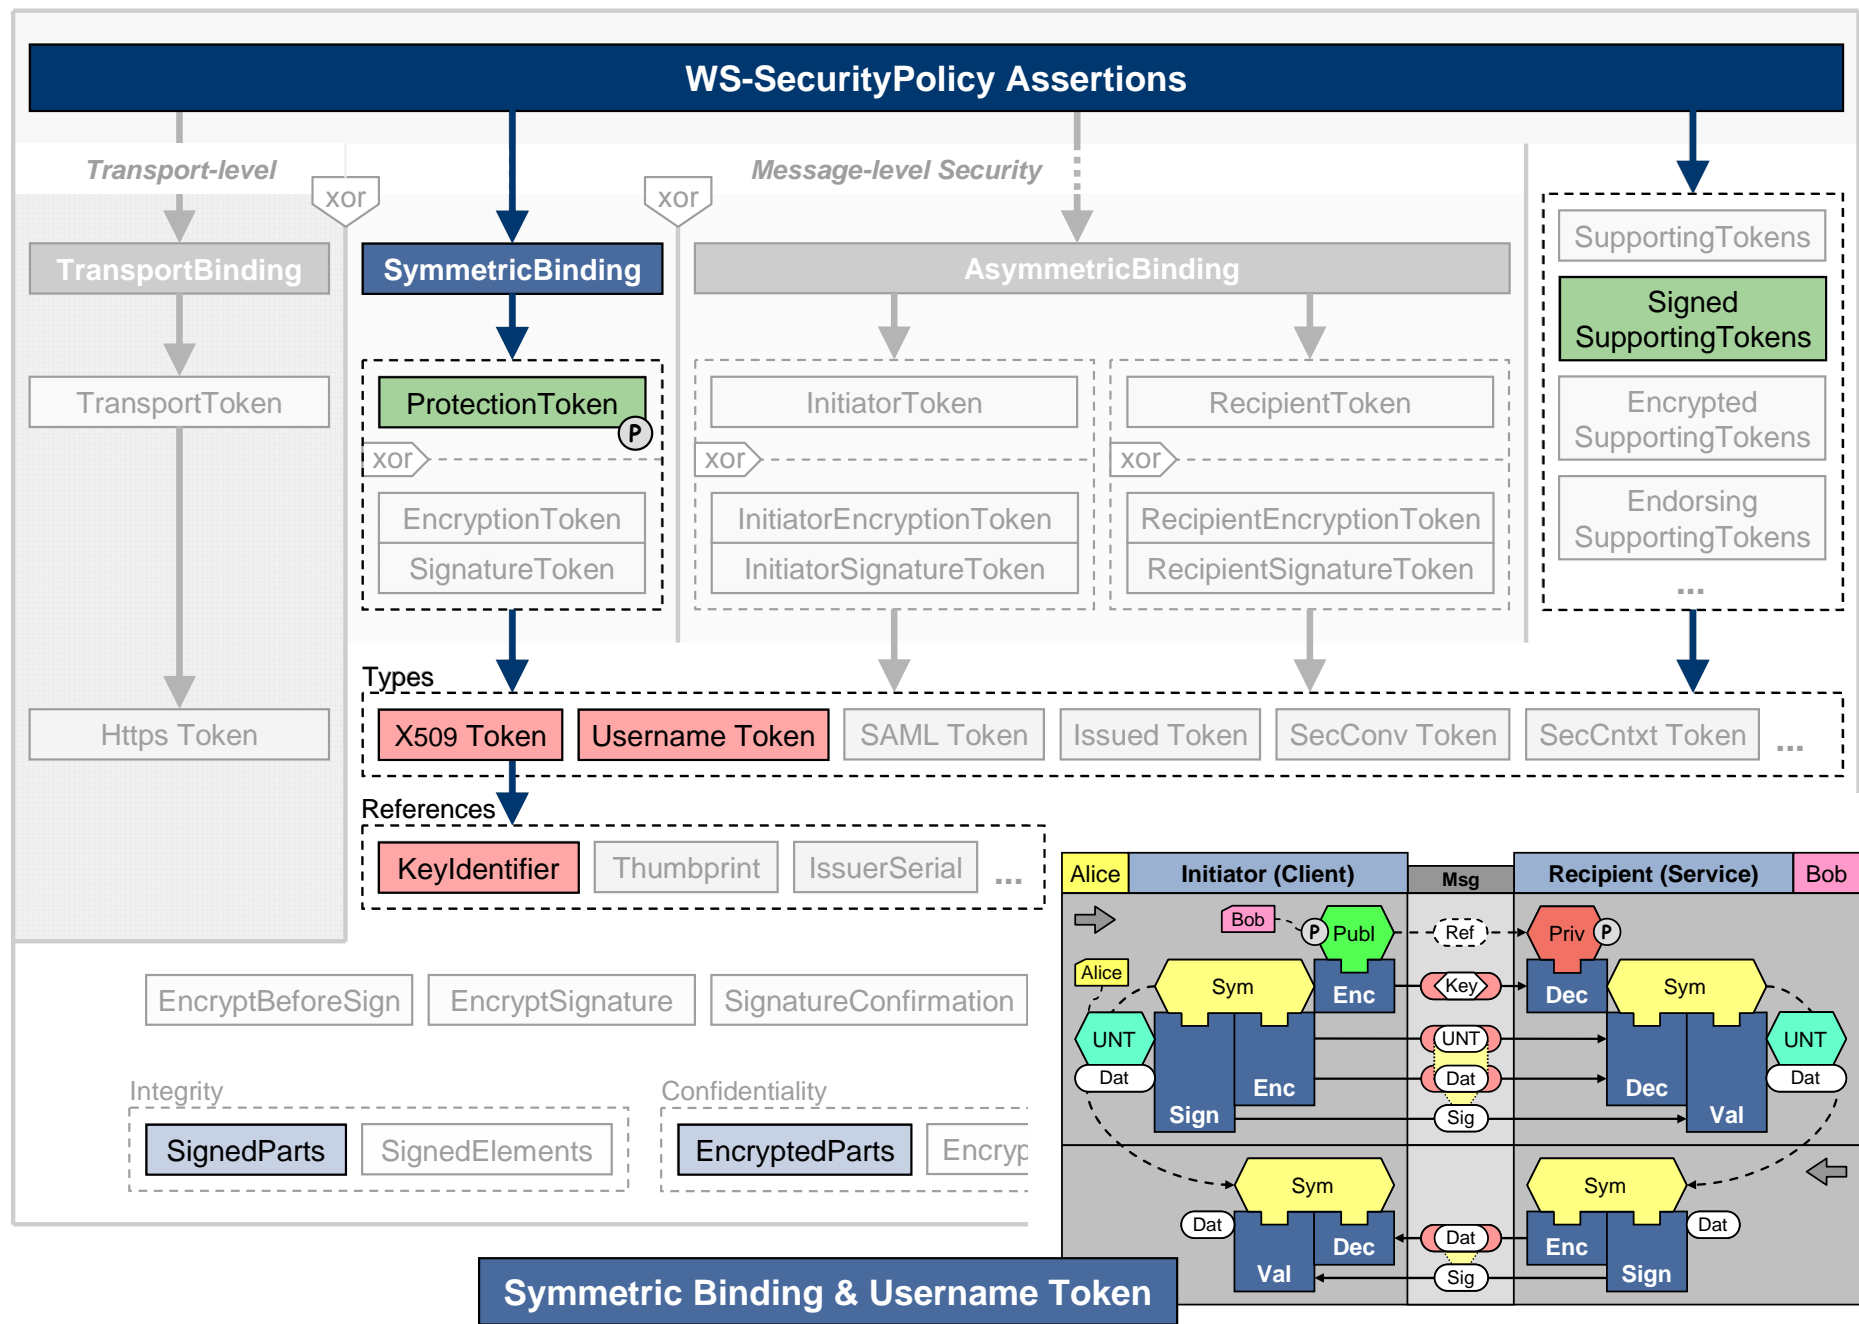 WS-SecurityPolicy Assertions
Transport-level
Message-level Security
xor
xor
TransportBinding
SymmetricBinding
AsymmetricBinding
SupportingTokens
Signed
SupportingTokens
TransportToken
ProtectionToken
P
InitiatorToken
RecipientToken
Encrypted
SupportingTokens
xor
xor
xor
EncryptionToken
SignatureToken
InitiatorEncryptionToken
InitiatorSignatureToken
RecipientEncryptionToken
RecipientSignatureToken
Endorsing
SupportingTokens
...
Types
Https Token
X509 Token
Username Token
SAML Token
Issued Token
SecConv Token
SecCntxt Token
...
References
KeyIdentifier
Thumbprint
IssuerSerial
...
EncryptBeforeSign
EncryptSignature
SignatureConfirmation
Integrity
SignedParts
SignedElements
Confidentiality
EncryptedParts
Encryp
Alice
Initiator (Client)
Msg
Recipient (Service)
Bob
Bob
P
Publ
Ref
Priv
P
Alice
Sym
Enc
Key
Dec
Sym
UNT
UNT
UNT
Dat
Enc
Dat
Dec
Dat
Sign
Sig
Val
Sym
Sym
Dat
Dec
Dat
Enc
Dat
Val
Sig
Sign
Symmetric Binding & Username Token